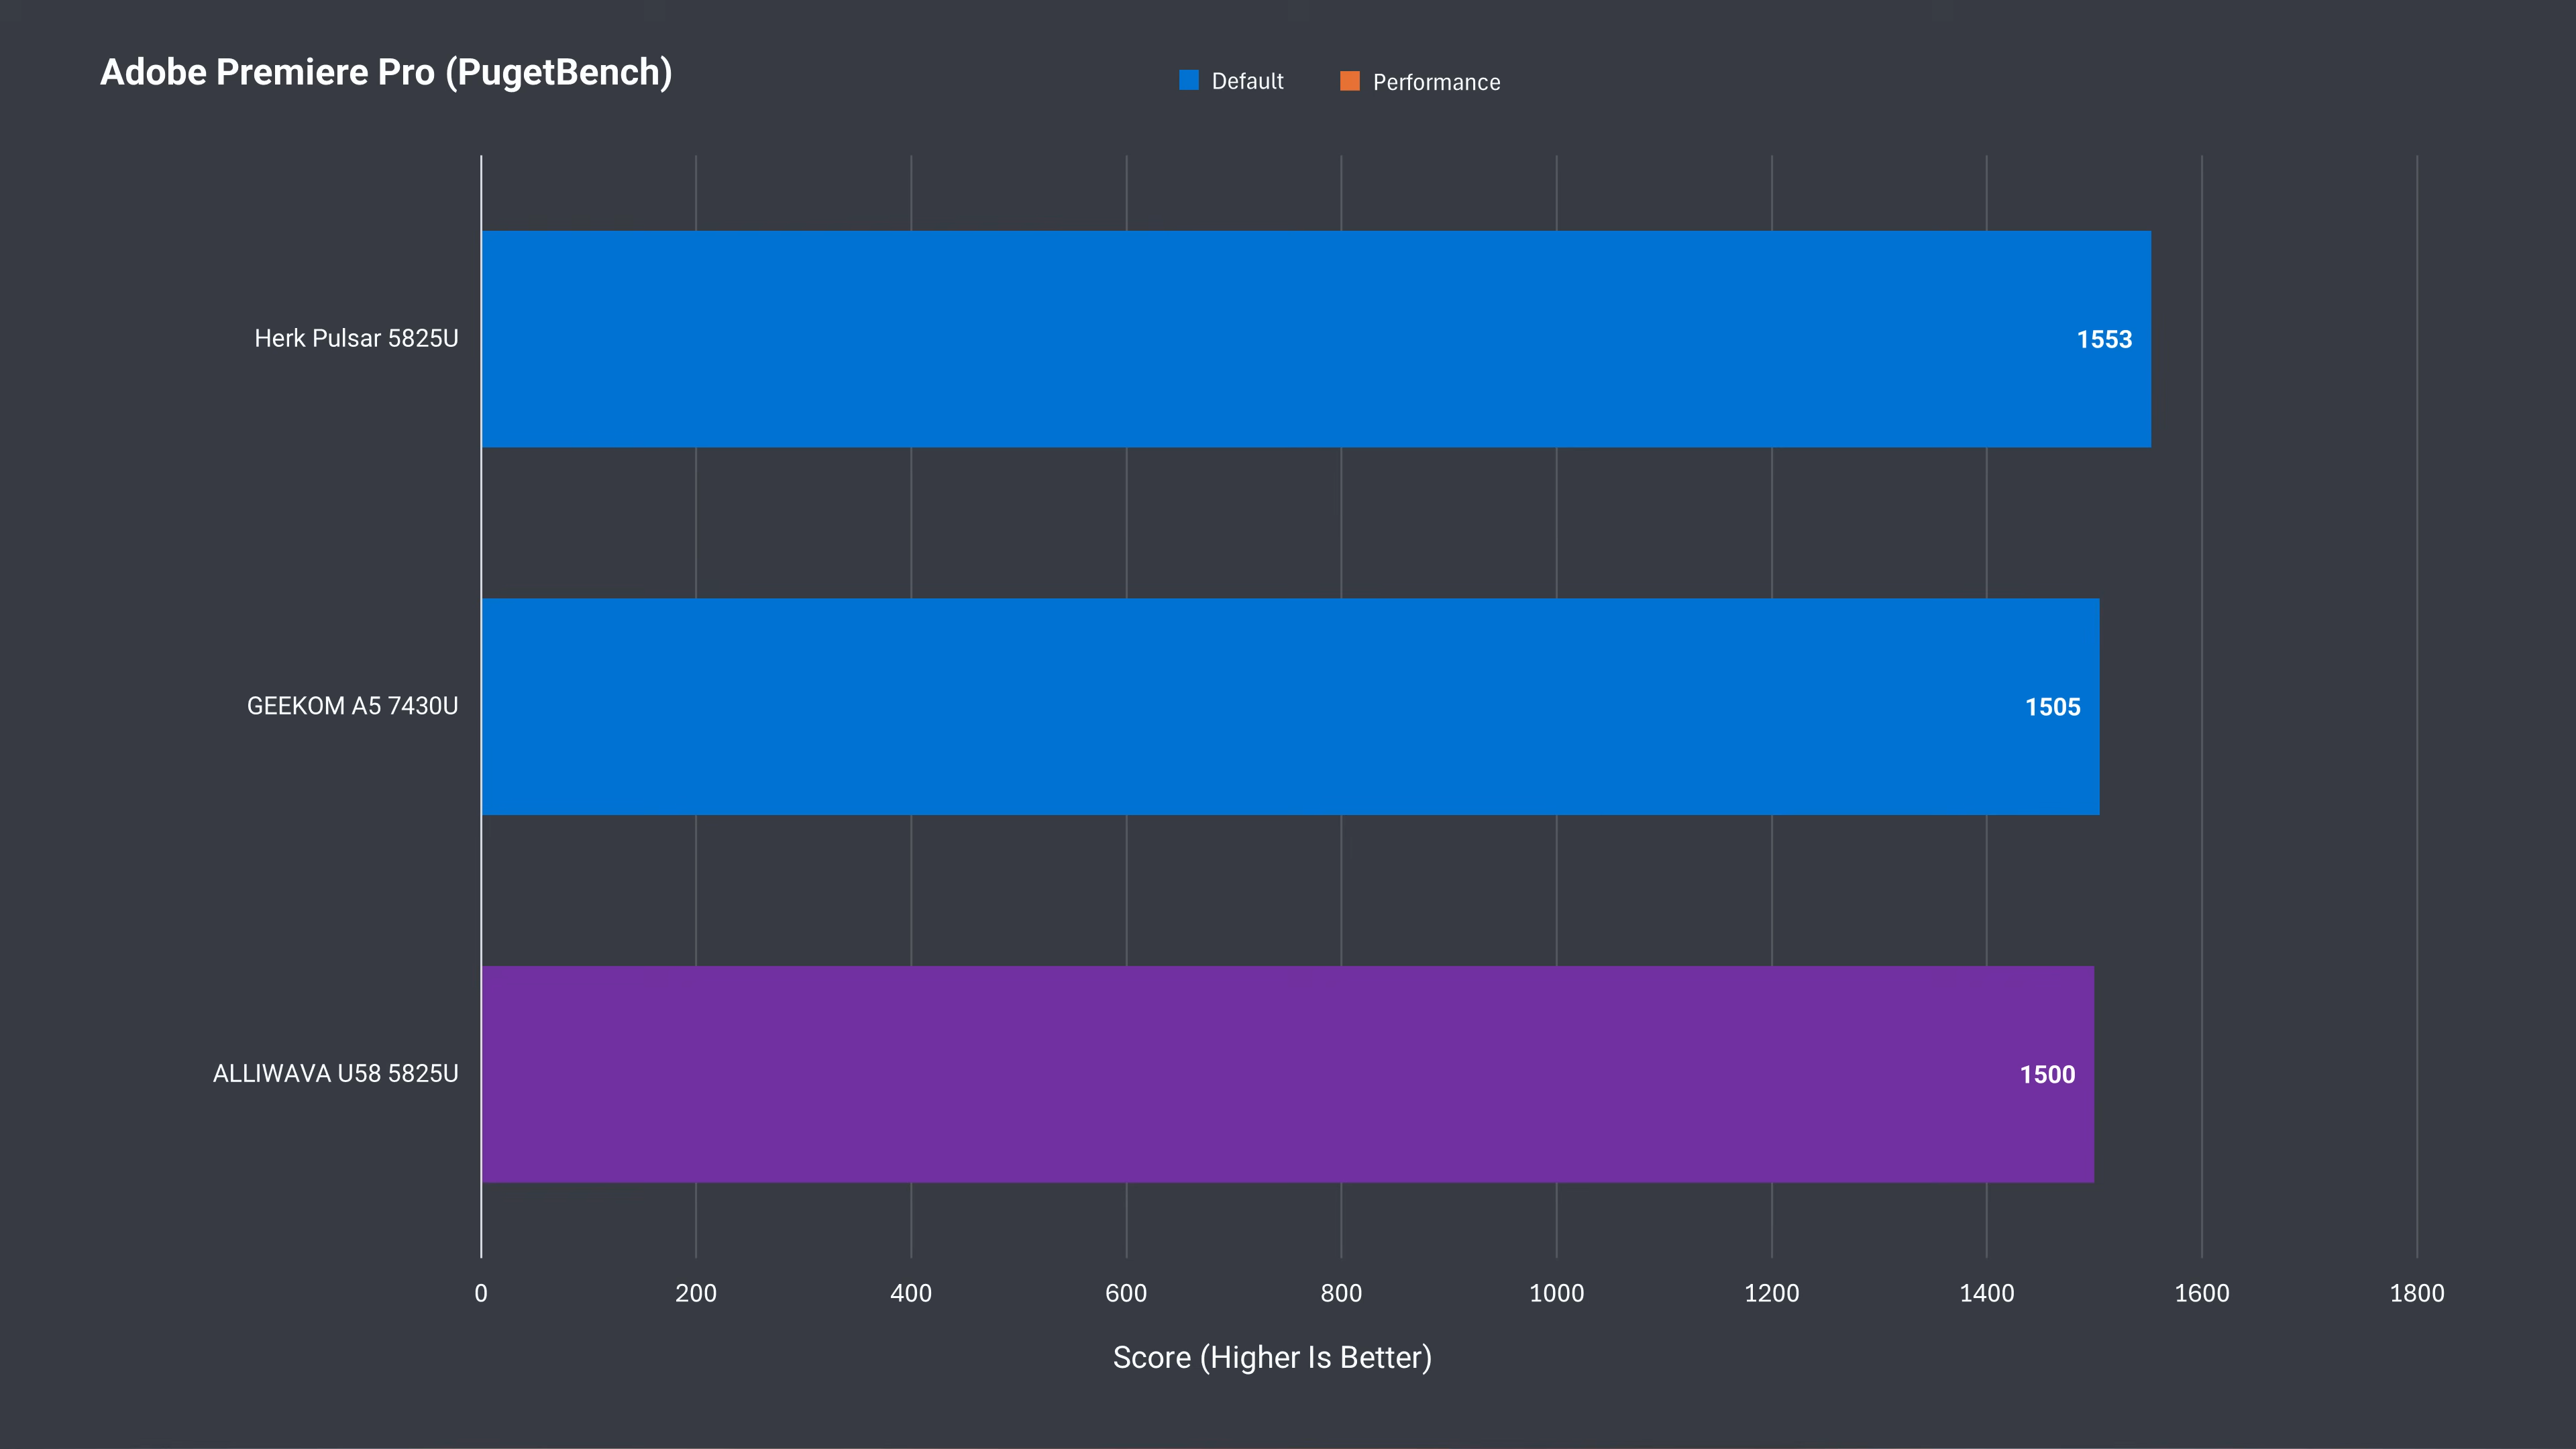 Adobe Premiere Pro (PugetBench)
Default
Performance
Herk Pulsar 5825U
1553
GEEKOM A5 7430U
1505
ALLIWAVA U58 5825U
1500
0 200 400 600 800 1000 1200 1400 1600 1800
Score (Higher Is Better)